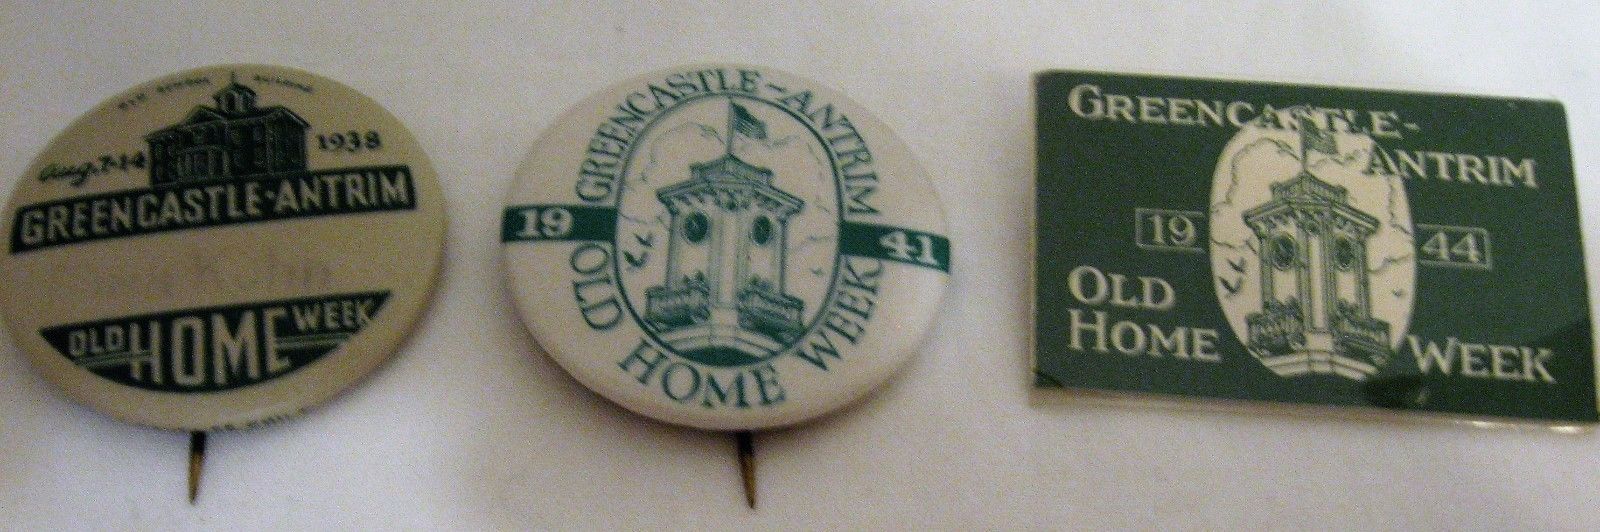 SCHOOL BUILDING
Aug. 7-14 1938
GREENCASTLE-ANTRIM
OLD HOME WEEK
GREENCASTLE-ANTRIM
19 41
OLD HOME WEEK
GREENCASTLE-
ANTRIM
19 44
OLD
HOME WEEK